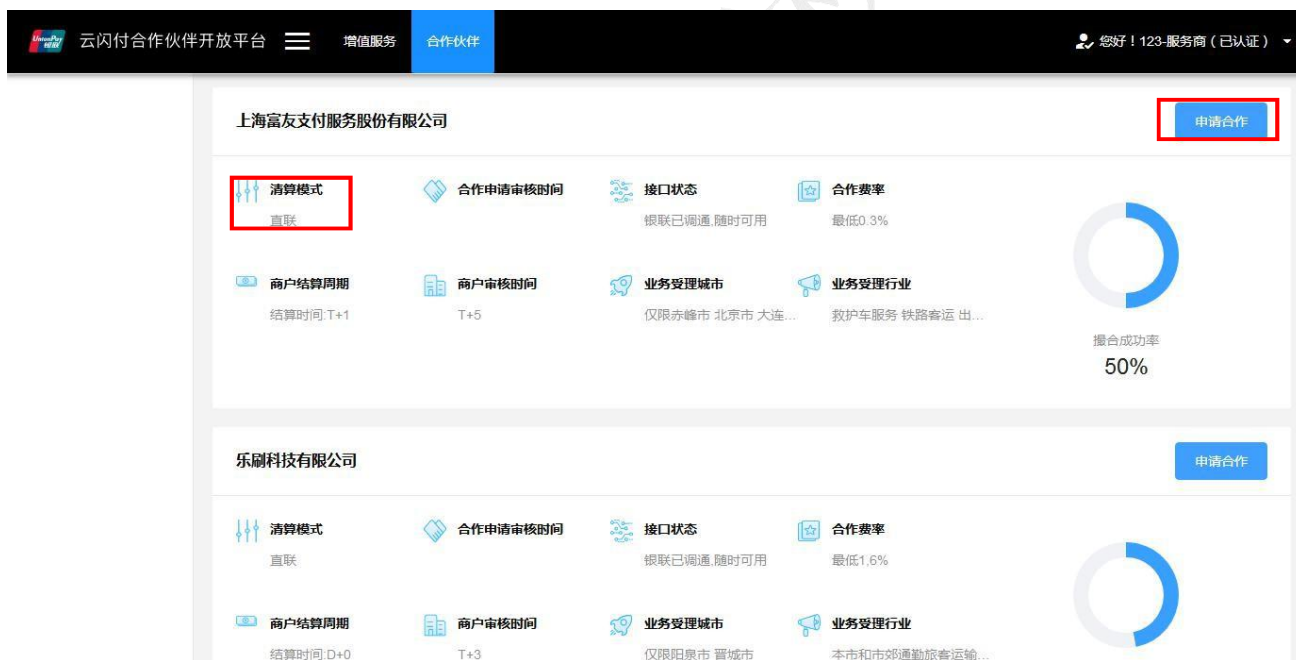 UnionPay 银联 云闪付合作伙伴开放平台 增值服务 合作伙伴 您好！123-服务商（已认证）
上海富友支付服务股份有限公司 申请合作
清算模式 合作申请审核时间 接口状态 合作费率
直联 银联已调通,随时可用 最低0.3%
商户结算周期 商户审核时间 业务受理城市 业务受理行业
结算时间:T+1 T+5 仅限赤峰市 北京市 大连... 救护车服务 铁路客运 出...
撮合成功率
50%
乐刷科技有限公司 申请合作
清算模式 合作申请审核时间 接口状态 合作费率
直联 银联已调通,随时可用 最低1.6%
商户结算周期 商户审核时间 业务受理城市 业务受理行业
结算时间:D+0 T+3 仅限阳泉市 晋城市 本市和市郊通勤旅客运输...